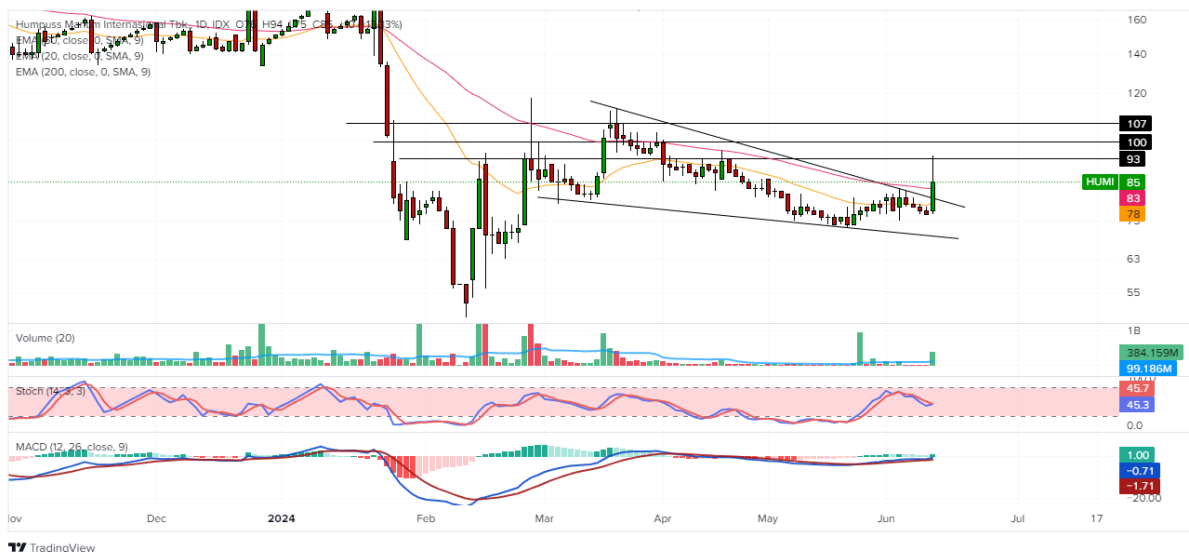 Humpuss Maritim Internasional Tbk · 1D · IDX
EMA (20, close, 0, SMA, 9)
EMA (200, close, 0, SMA, 9)
160
140
120
107
100
93
HUMI 85
83
78
63
55
Volume (20)
1B
384.159M
99.186M
Stoch (14, 3, 3)
45.7
45.3
0.0
MACD (12, 26, close, 9)
1.00
−0.71
−1.71
−20.00
Dec 2024 Feb Mar Apr May Jun Jul 17
TradingView